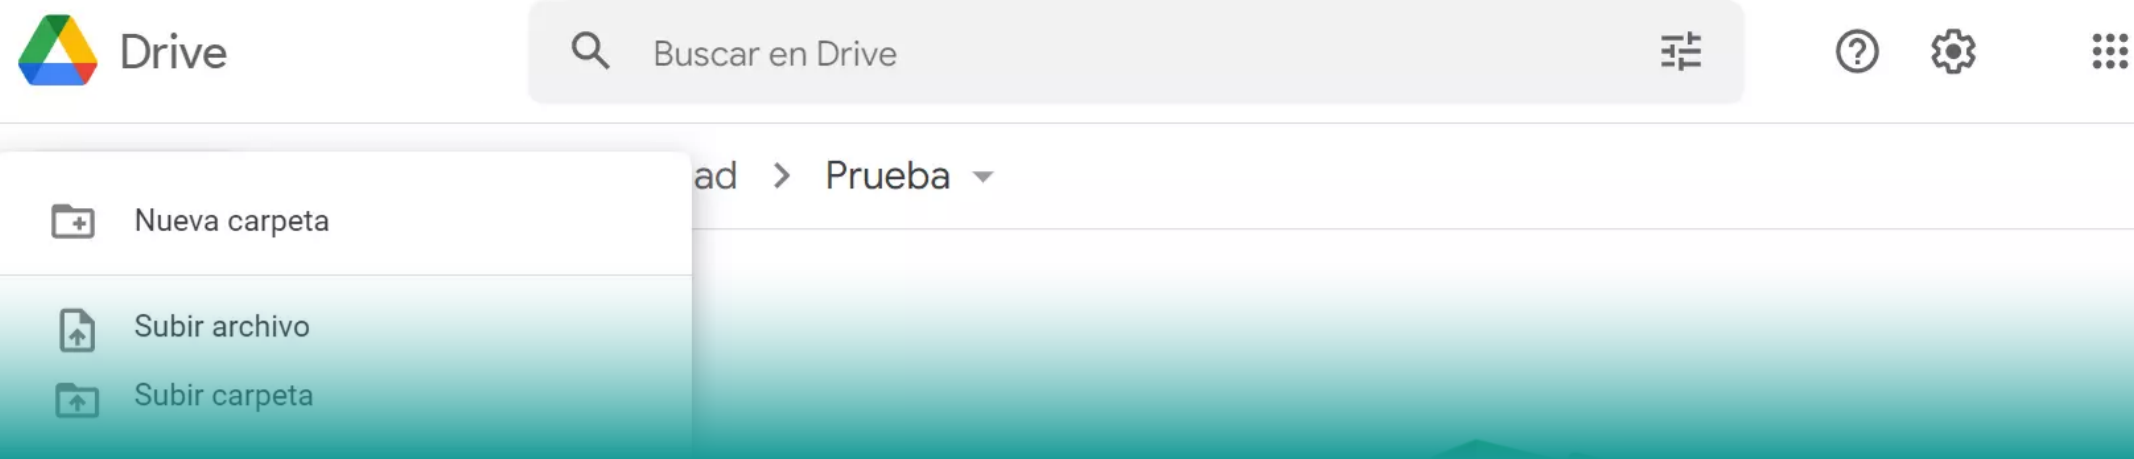 Drive
Buscar en Drive
ad > Prueba
Nueva carpeta
Subir archivo
Subir carpeta